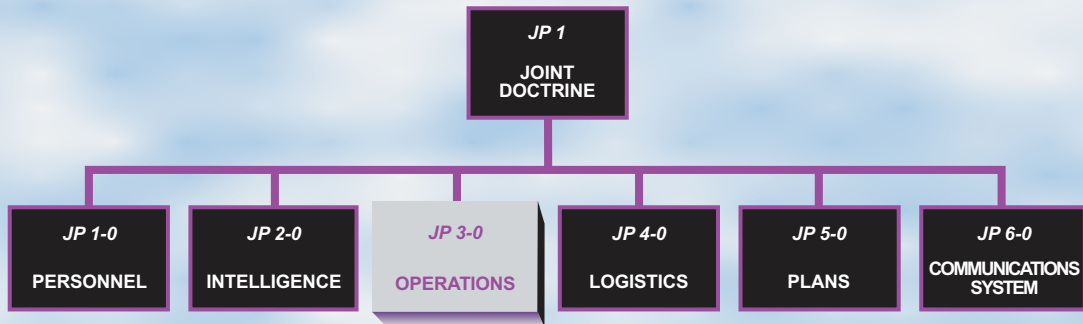 JP 1
JOINT
DOCTRINE
JP 1-0
PERSONNEL
JP 2-0
INTELLIGENCE
JP 3-0
OPERATIONS
JP 4-0
LOGISTICS
JP 5-0
PLANS
JP 6-0
COMMUNICATIONS
SYSTEM